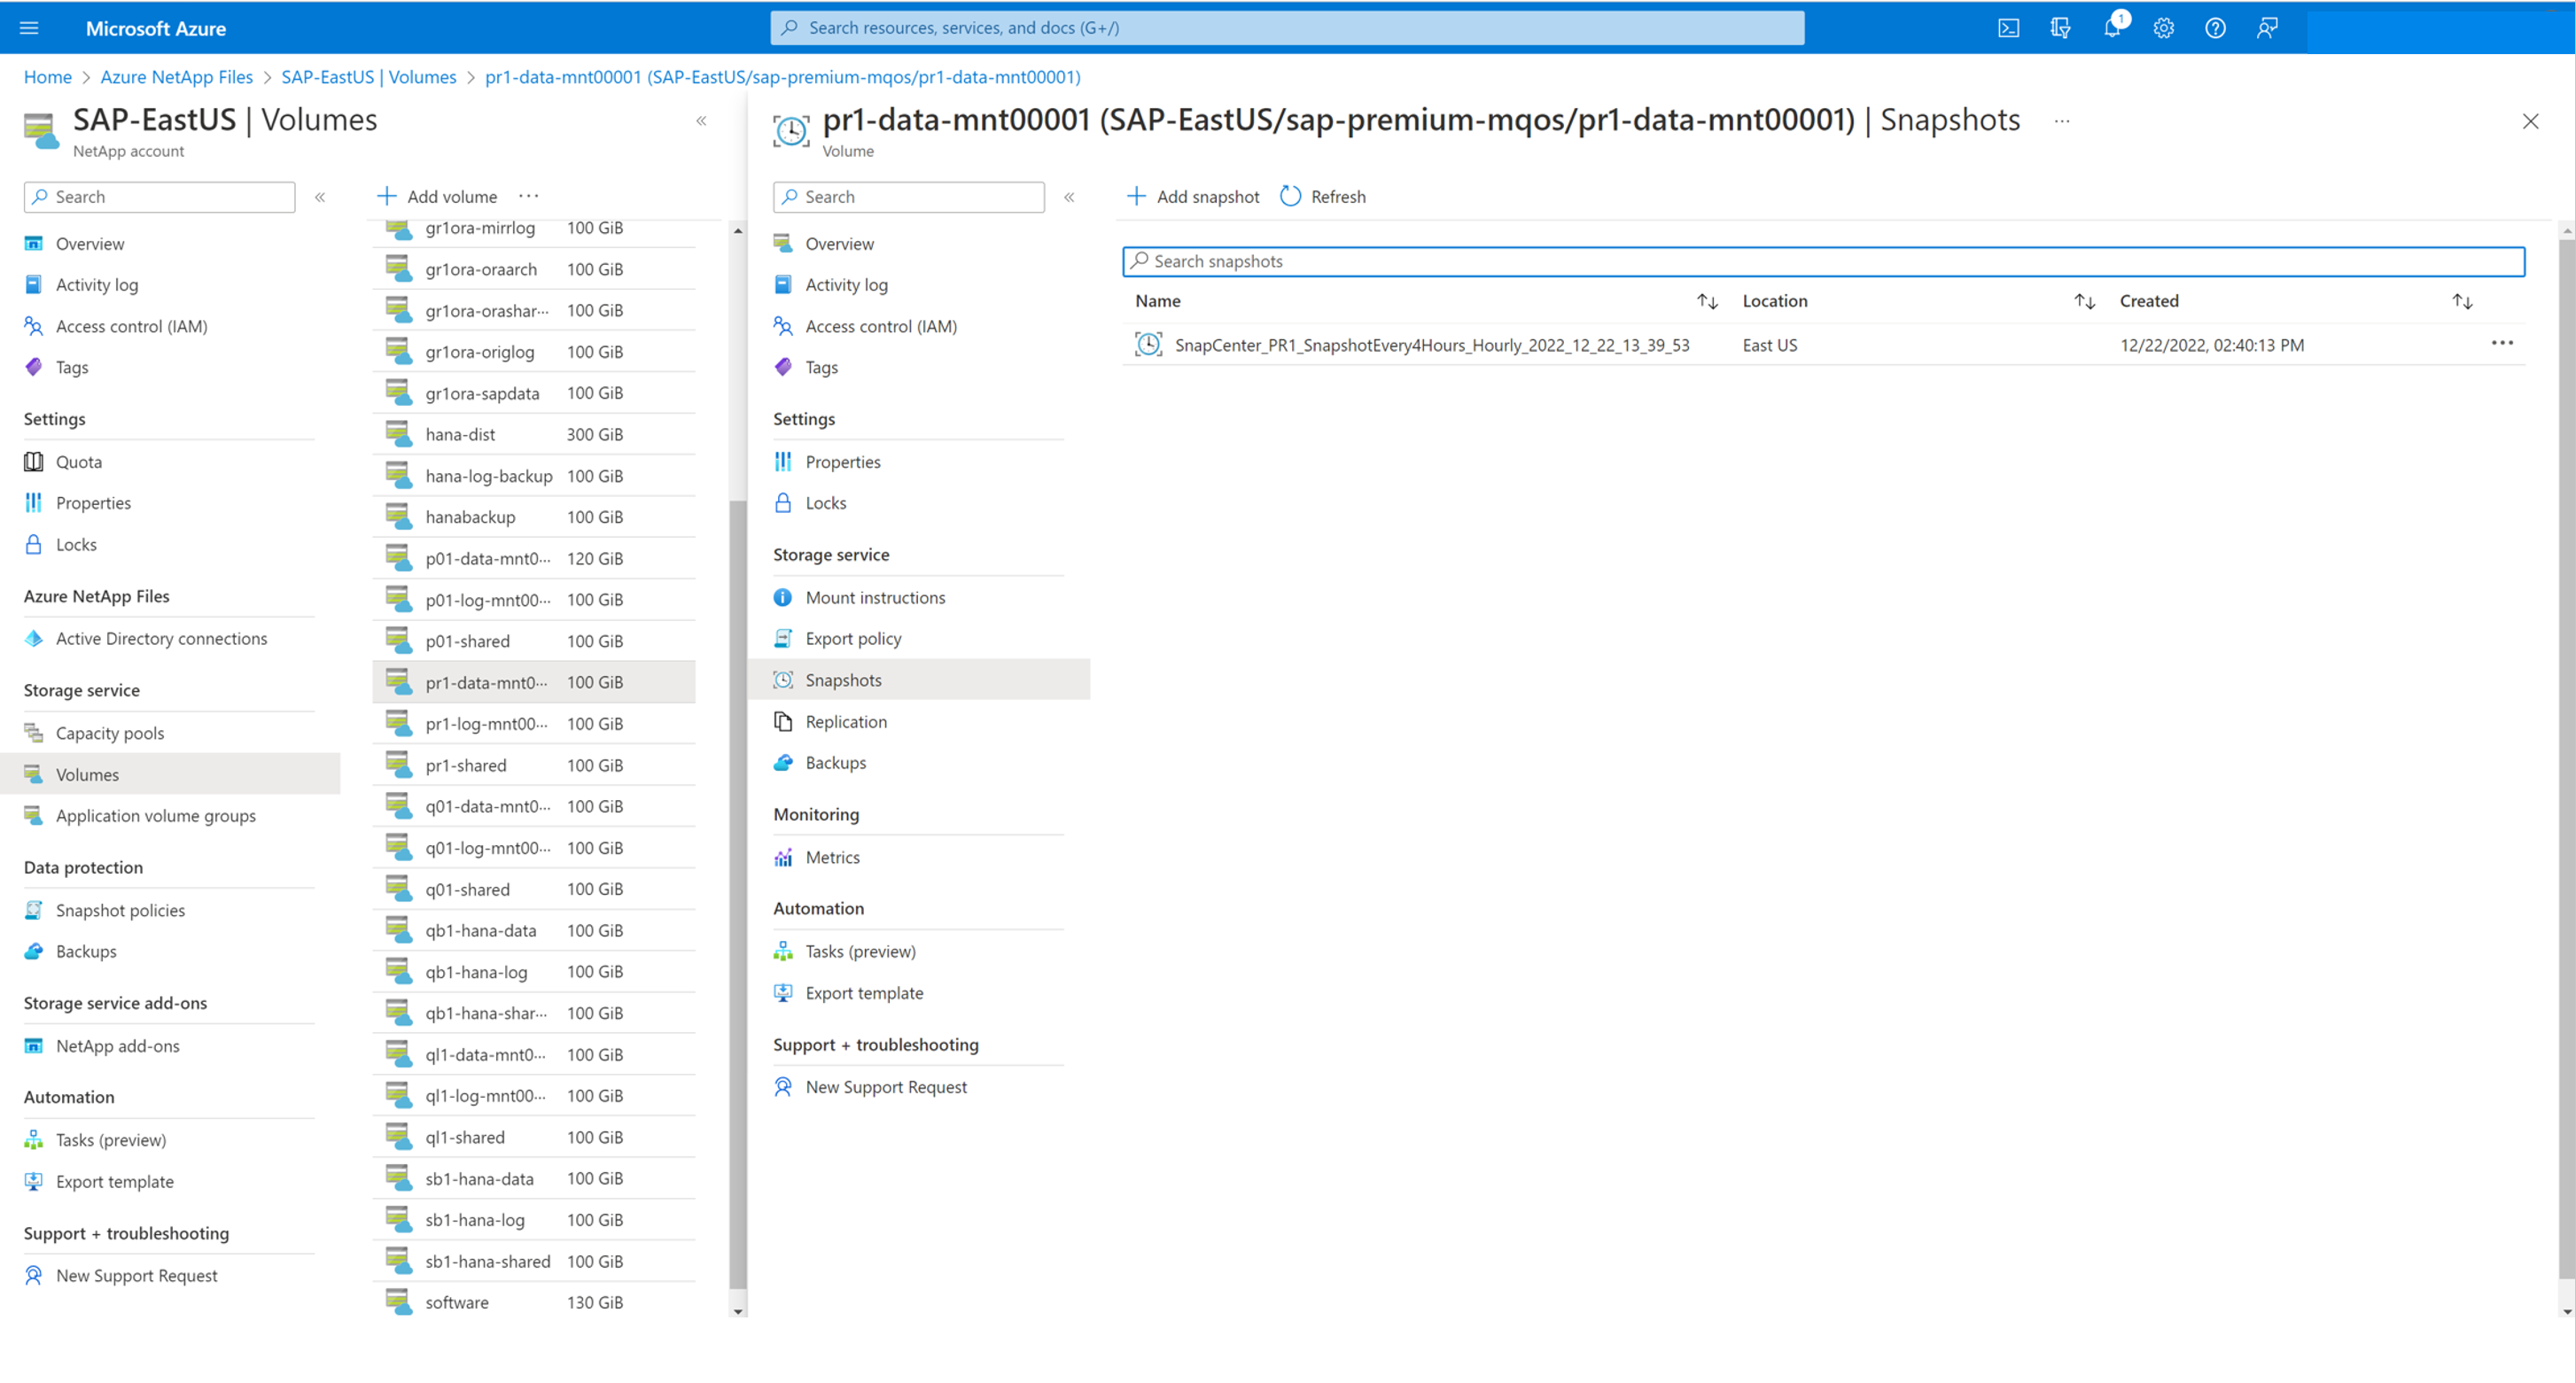 Microsoft Azure
Search resources, services, and docs (G+/)
1
Home > Azure NetApp Files > SAP-EastUS | Volumes > pr1-data-mnt00001 (SAP-EastUS/sap-premium-mqos/pr1-data-mnt00001)
SAP-EastUS | Volumes
NetApp account
Search
Overview
Activity log
Access control (IAM)
Tags
Settings
Quota
Properties
Locks
Azure NetApp Files
Active Directory connections
Storage service
Capacity pools
Volumes
Application volume groups
Data protection
Snapshot policies
Backups
Storage service add-ons
NetApp add-ons
Automation
Tasks (preview)
Export template
Support + troubleshooting
New Support Request
Add volume ···
gr1ora-mirrlog 100 GiB
gr1ora-oraarch 100 GiB
gr1ora-orashar··· 100 GiB
gr1ora-origlog 100 GiB
gr1ora-sapdata 100 GiB
hana-dist 300 GiB
hana-log-backup 100 GiB
hanabackup 100 GiB
p01-data-mnt0··· 120 GiB
p01-log-mnt00··· 100 GiB
p01-shared 100 GiB
pr1-data-mnt0··· 100 GiB
pr1-log-mnt00··· 100 GiB
pr1-shared 100 GiB
q01-data-mnt0··· 100 GiB
q01-log-mnt00··· 100 GiB
q01-shared 100 GiB
qb1-hana-data 100 GiB
qb1-hana-log 100 GiB
qb1-hana-shar··· 100 GiB
ql1-data-mnt0··· 100 GiB
ql1-log-mnt00··· 100 GiB
ql1-shared 100 GiB
sb1-hana-data 100 GiB
sb1-hana-log 100 GiB
sb1-hana-shared 100 GiB
software 130 GiB
pr1-data-mnt00001 (SAP-EastUS/sap-premium-mqos/pr1-data-mnt00001) | Snapshots ···
Volume
Search
Overview
Activity log
Access control (IAM)
Tags
Settings
Properties
Locks
Storage service
Mount instructions
Export policy
Snapshots
Replication
Backups
Monitoring
Metrics
Automation
Tasks (preview)
Export template
Support + troubleshooting
New Support Request
Add snapshot Refresh
Search snapshots
Name Location Created
SnapCenter_PR1_SnapshotEvery4Hours_Hourly_2022_12_22_13_39_53 East US 12/22/2022, 02:40:13 PM ···